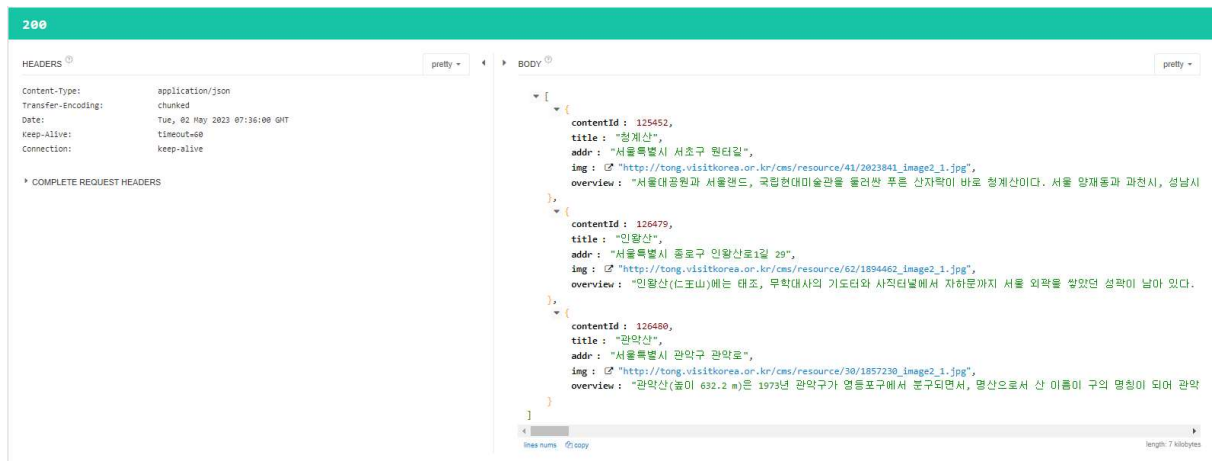 200
HEADERS
pretty
BODY
pretty
Content-Type: application/json
Transfer-Encoding: chunked
Date: Tue, 02 May 2023 07:36:00 GMT
Keep-Alive: timeout=60
Connection: keep-alive
COMPLETE REQUEST HEADERS
[
{
contentId : 125452,
title : "청계산",
addr : "서울특별시 서초구 원터길",
img : "http://tong.visitkorea.or.kr/cms/resource/41/2023841_image2_1.jpg",
overview : "서울대공원과 서울랜드, 국립현대미술관을 둘러싼 푸른 산자락이 바로 청계산이다. 서울 양재동과 과천시, 성남시
},
{
contentId : 126479,
title : "인왕산",
addr : "서울특별시 종로구 인왕산로1길 29",
img : "http://tong.visitkorea.or.kr/cms/resource/62/1894462_image2_1.jpg",
overview : "인왕산(仁王山)에는 태조, 무학대사의 기도터와 사직터널에서 자하문까지 서울 외곽을 쌓았던 성곽이 남아 있다.
},
{
contentId : 126480,
title : "관악산",
addr : "서울특별시 관악구 관악로",
img : "http://tong.visitkorea.or.kr/cms/resource/30/1857230_image2_1.jpg",
overview : "관악산(높이 632.2 m)은 1973년 관악구가 영등포구에서 분구되면서, 명산으로서 산 이름이 구의 명칭이 되어 관악
}
]
lines nums copy
length: 7 kilobytes